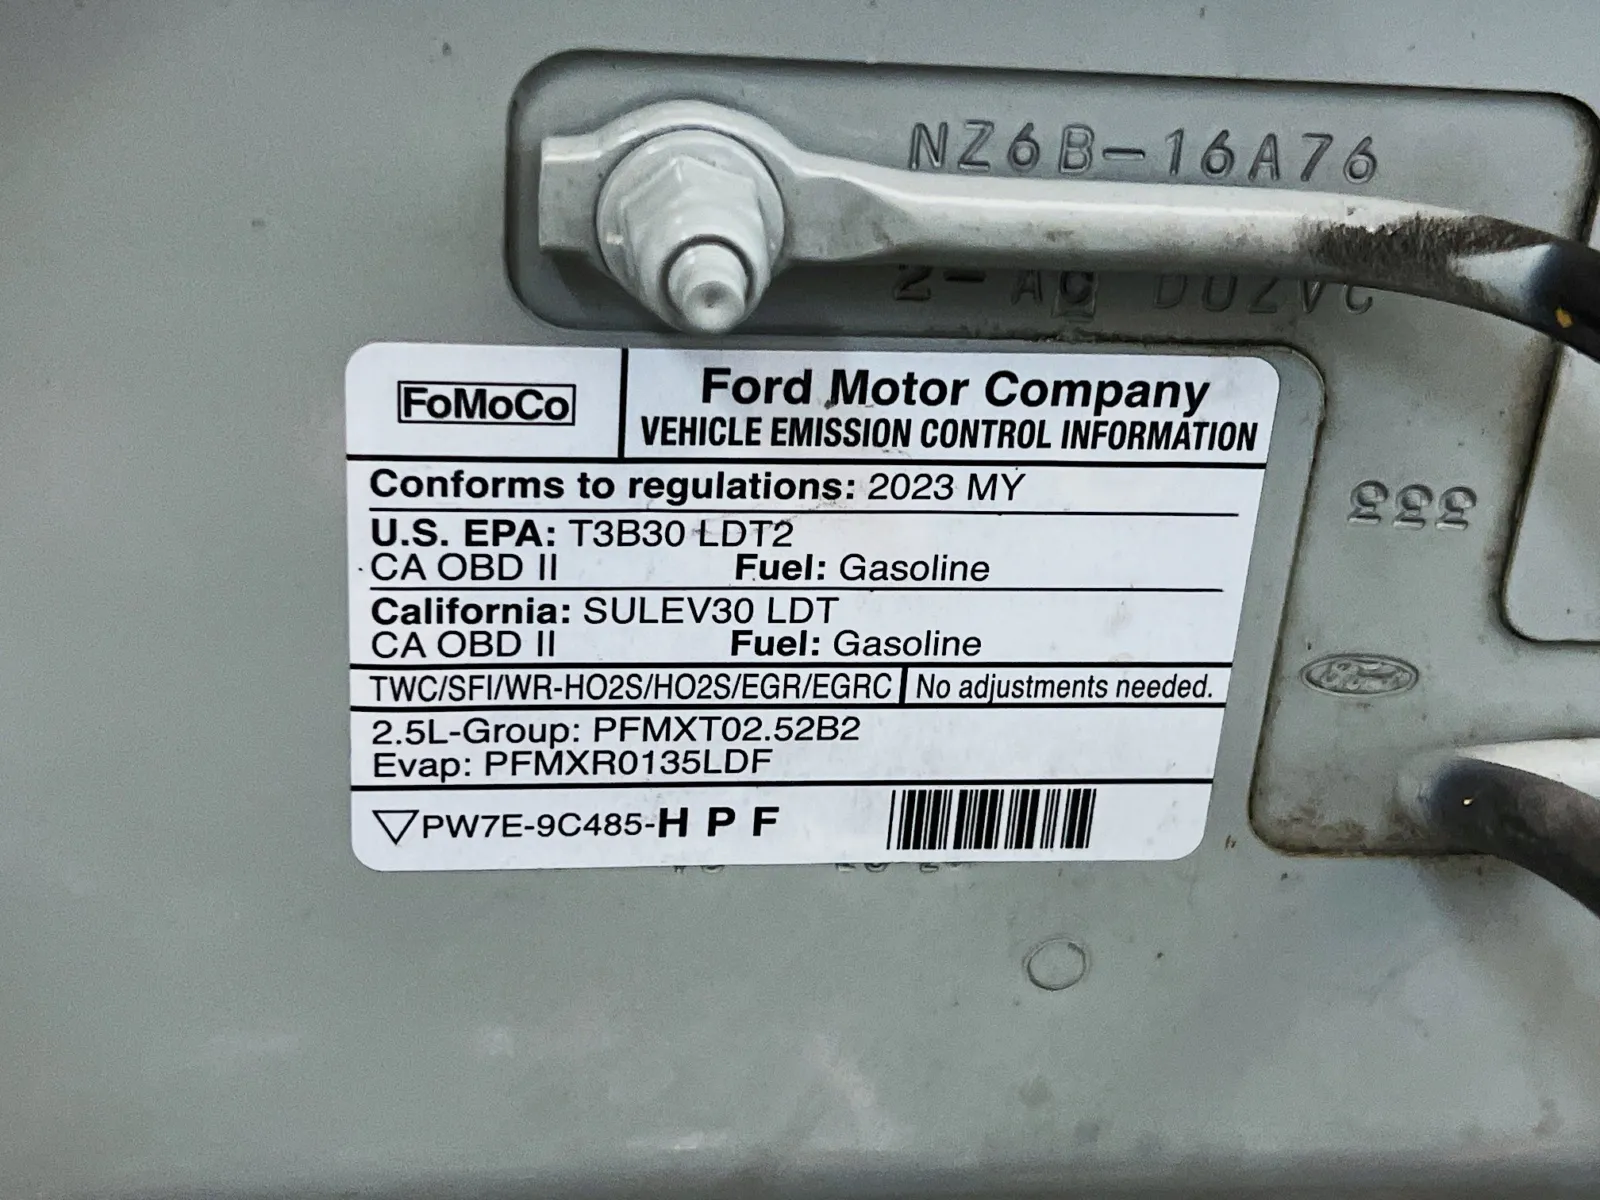 NZ6B-16A76
FoMoCo
Ford Motor Company
VEHICLE EMISSION CONTROL INFORMATION
Conforms to regulations: 2023 MY
U.S. EPA: T3B30 LDT2
CA OBD II Fuel: Gasoline
California: SULEV30 LDT
CA OBD II Fuel: Gasoline
TWC/SFI/WR-HO2S/HO2S/EGR/EGRC No adjustments needed.
2.5L-Group: PFMXT02.52B2
Evap: PFMXR0135LDF
PW7E-9C485-H P F
Ford